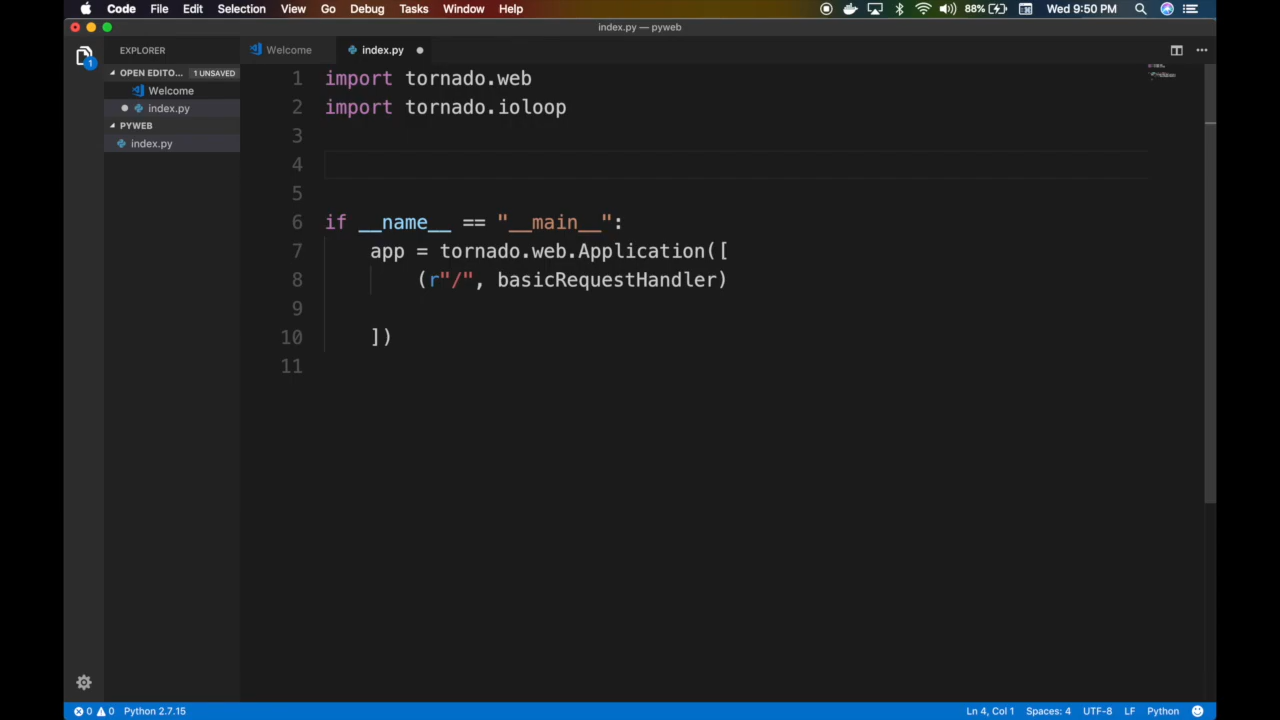 Code File Edit Selection View Go Debug Tasks Window Help 88% Wed 9:50 PM
index.py — pyweb
EXPLORER
Welcome
index.py
1
OPEN EDITO... 1 UNSAVED
Welcome
index.py
PYWEB
index.py
1 import tornado.web
2 import tornado.ioloop
3
4
5
6 if __name__ == "__main__":
7 app = tornado.web.Application([
8 (r"/", basicRequestHandler)
9
10 ])
11
0 0 Python 2.7.15 Ln 4, Col 1 Spaces: 4 UTF-8 LF Python